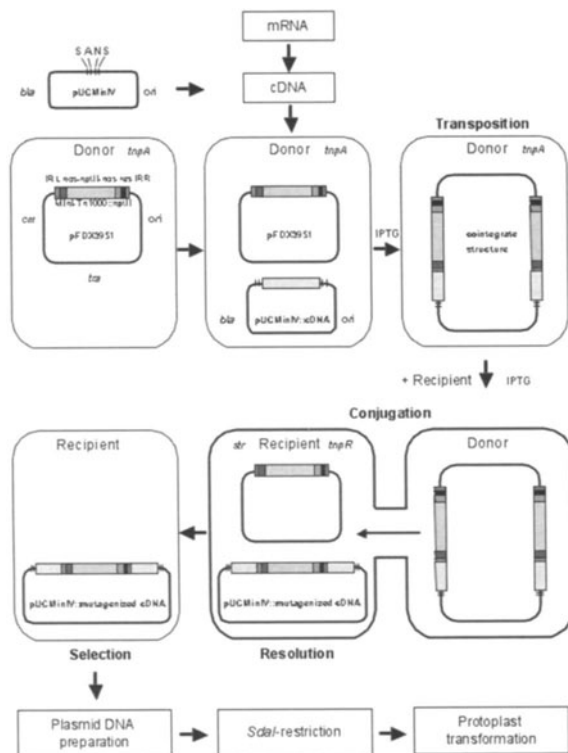 mRNA
S A N S
bla
pUCMinIV
ori
cDNA
Transposition
Donor tnpA
Donor tnpA
Donor tnpA
ori
pFDX3951
tra
pFDX3951
IPTG
cointegrate
structure
bla
pUCMinIV::cDNA
ori
+ Recipient
IPTG
Conjugation
Recipient
str Recipient tnpR
Donor
pUCMinIV::mutagenized cDNA
pUCMinIV::mutagenized cDNA
Selection
Resolution
Plasmid DNA
preparation
SdaI-restriction
Protoplast
transformation